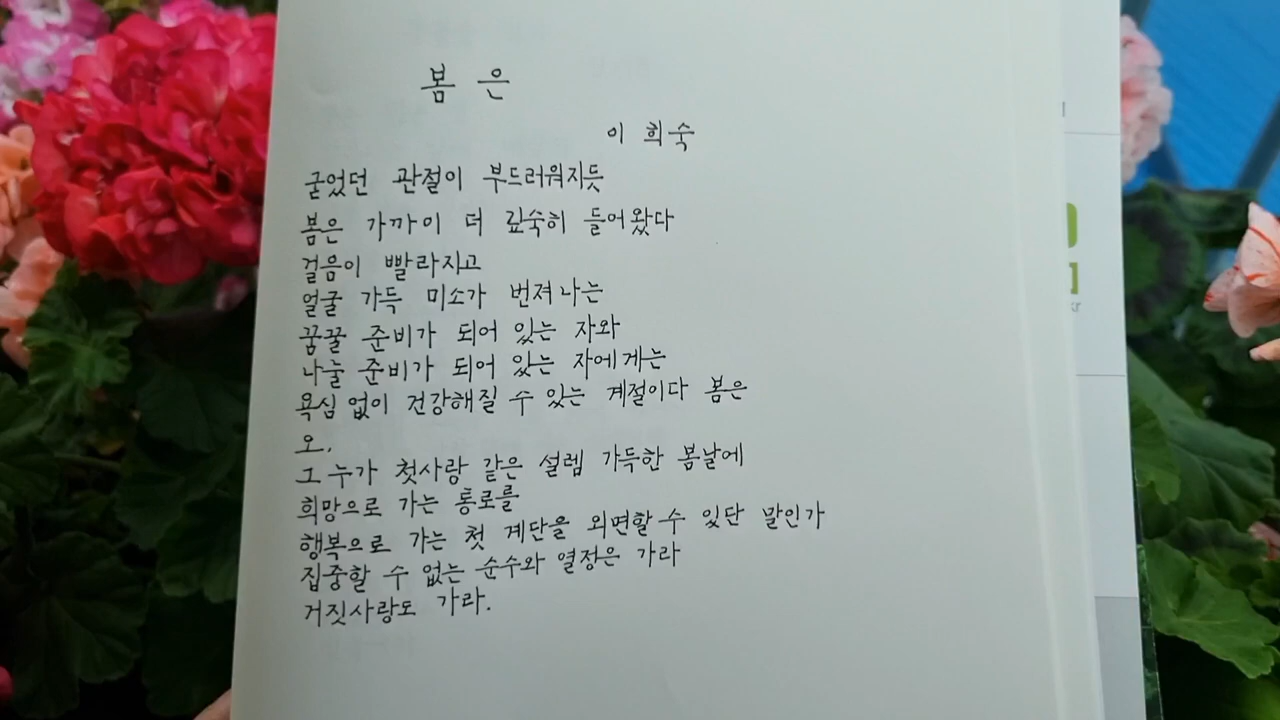 봄 은
이 희숙
굳었던 관절이 부드러워지듯
봄은 가까이 더 깊숙히 들어왔다
걸음이 빨라지고
얼굴 가득 미소가 번져나는
꿈꿀 준비가 되어 있는 자와
나눌 준비가 되어 있는 자에게는
욕심 없이 건강해질 수 있는 계절이다 봄은
오,
그 누가 첫사랑 같은 설렘 가득한 봄날에
희망으로 가는 통로를
행복으로 가는 첫 계단을 외면할 수 있단 말인가
집중할 수 없는 순수와 열정은 가라
거짓사랑도 가라.